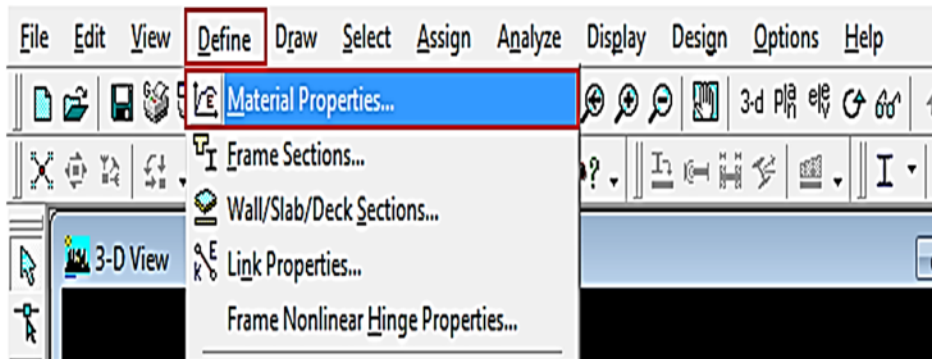 File Edit View Define Draw Select Assign Analyze Display Design Options Help
Material Properties...
3-d
Frame Sections...
Wall/Slab/Deck Sections...
3-D View
Link Properties...
Frame Nonlinear Hinge Properties...